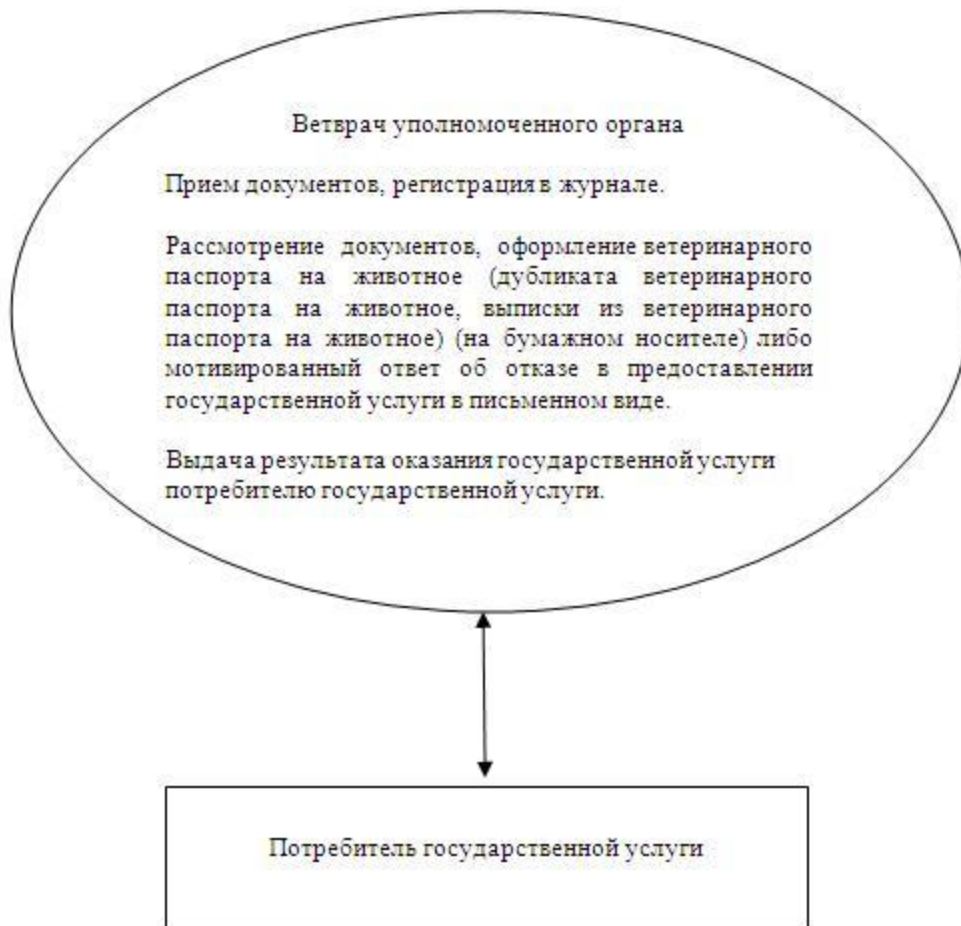 Ветврач уполномоченного органа
Прием документов, регистрация в журнале.
Рассмотрение документов, оформление ветеринарного
паспорта на животное (дубликата ветеринарного
паспорта на животное, выписки из ветеринарного
паспорта на животное) (на бумажном носителе) либо
мотивированный ответ об отказе в предоставлении
государственной услуги в письменном виде.
Выдача результата оказания государственной услуги
потребителю государственной услуги.
Потребитель государственной услуги